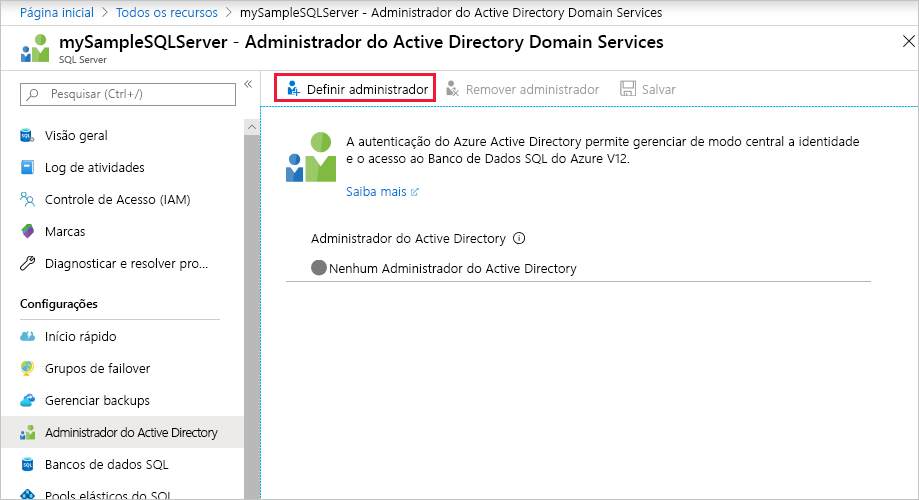 Página inicial > Todos os recursos > mySampleSQLServer - Administrador do Active Directory Domain Services
mySampleSQLServer - Administrador do Active Directory Domain Services
SQL Server
Pesquisar (Ctrl+/)
Definir administrador
Remover administrador
Salvar
Visão geral
Log de atividades
Controle de Acesso (IAM)
Marcas
Diagnosticar e resolver pro...
Configurações
Início rápido
Grupos de failover
Gerenciar backups
Administrador do Active Directory
Bancos de dados SQL
Pools elásticos do SQL
A autenticação do Azure Active Directory permite gerenciar de modo central a identidade
e o acesso ao Banco de Dados SQL do Azure V12.
Saiba mais
Administrador do Active Directory
Nenhum Administrador do Active Directory